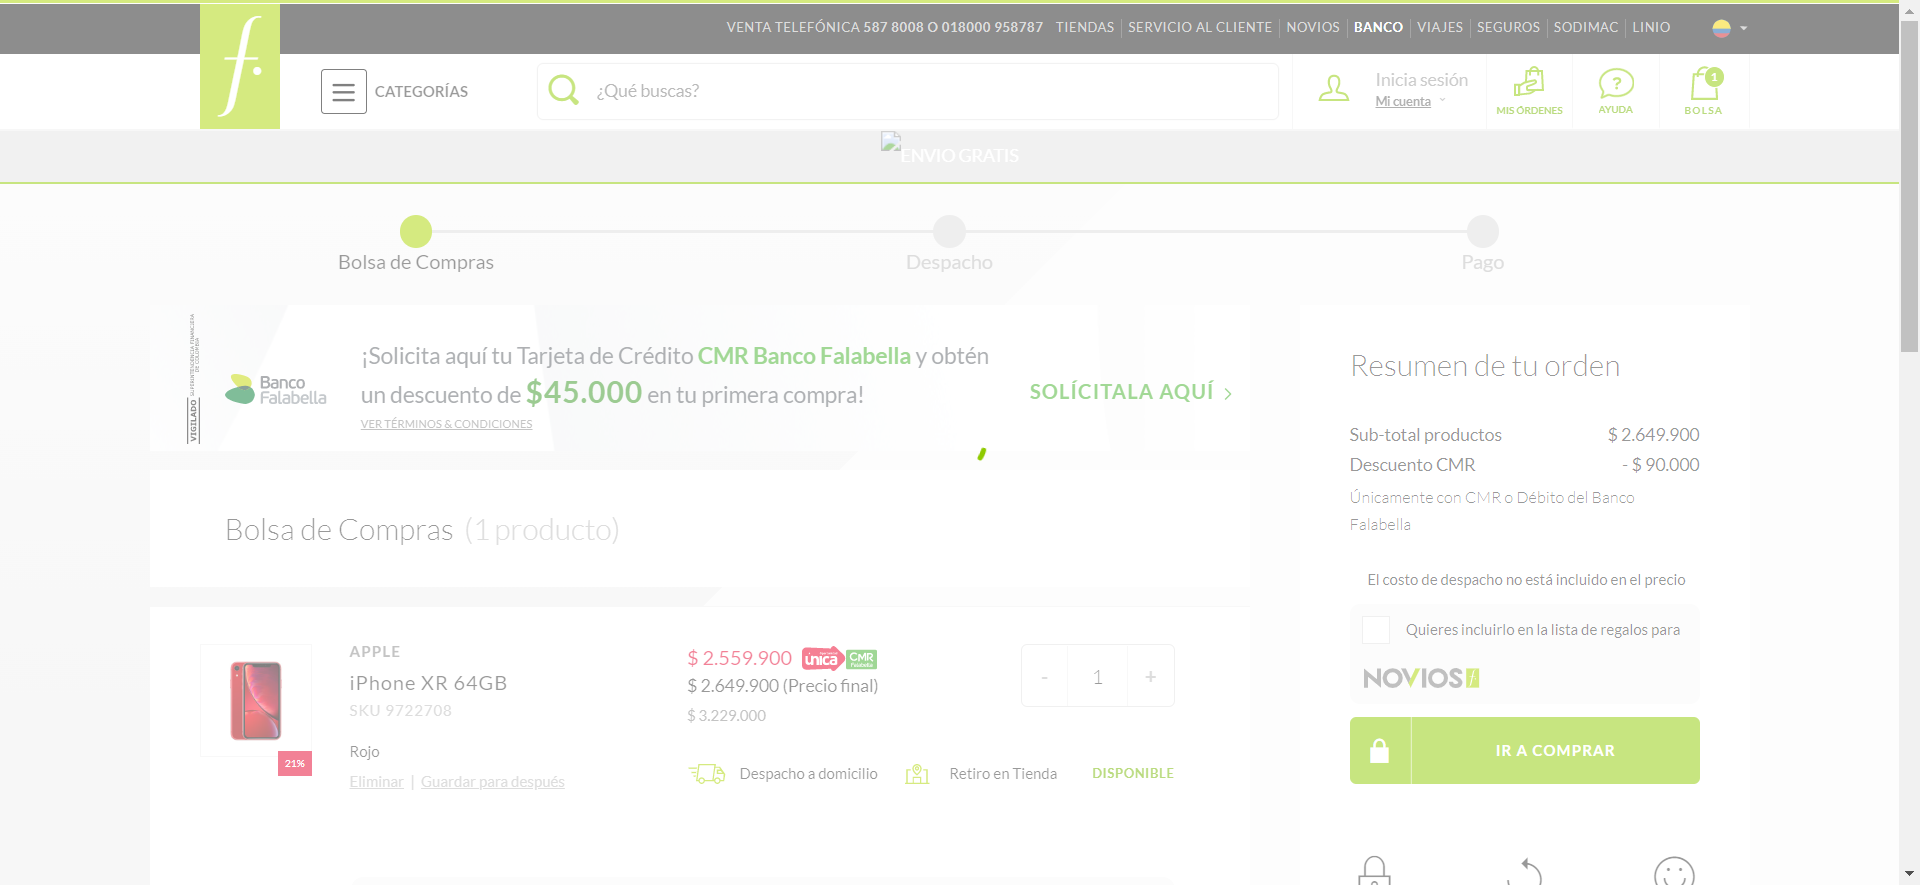 VENTA TELEFÓNICA 587 8008 O 018000 958787 TIENDAS SERVICIO AL CLIENTE NOVIOS BANCO VIAJES SEGUROS SODIMAC LINIO
f.
CATEGORÍAS
¿Qué buscas?
Inicia sesión
Mi cuenta
MIS ÓRDENES
AYUDA
1
BOLSA
ENVIO GRATIS
Bolsa de Compras
Despacho
Pago
VIGILADO SUPERINTENDENCIA FINANCIERA
DE COLOMBIA
Banco
Falabella
¡Solicita aquí tu Tarjeta de Crédito CMR Banco Falabella y obtén
un descuento de $45.000 en tu primera compra!
VER TÉRMINOS & CONDICIONES
SOLÍCITALA AQUÍ >
Bolsa de Compras (1 producto)
21%
APPLE
iPhone XR 64GB
SKU 9722708
Rojo
Eliminar | Guardar para después
$ 2.559.900 única CMR Falabella
$ 2.649.900 (Precio final)
$ 3.229.000
- 1 +
Despacho a domicilio
Retiro en Tienda
DISPONIBLE
Resumen de tu orden
Sub-total productos $ 2.649.900
Descuento CMR - $ 90.000
Únicamente con CMR o Débito del Banco
Falabella
El costo de despacho no está incluido en el precio
Quieres incluirlo en la lista de regalos para
NOVIOS f.
IR A COMPRAR